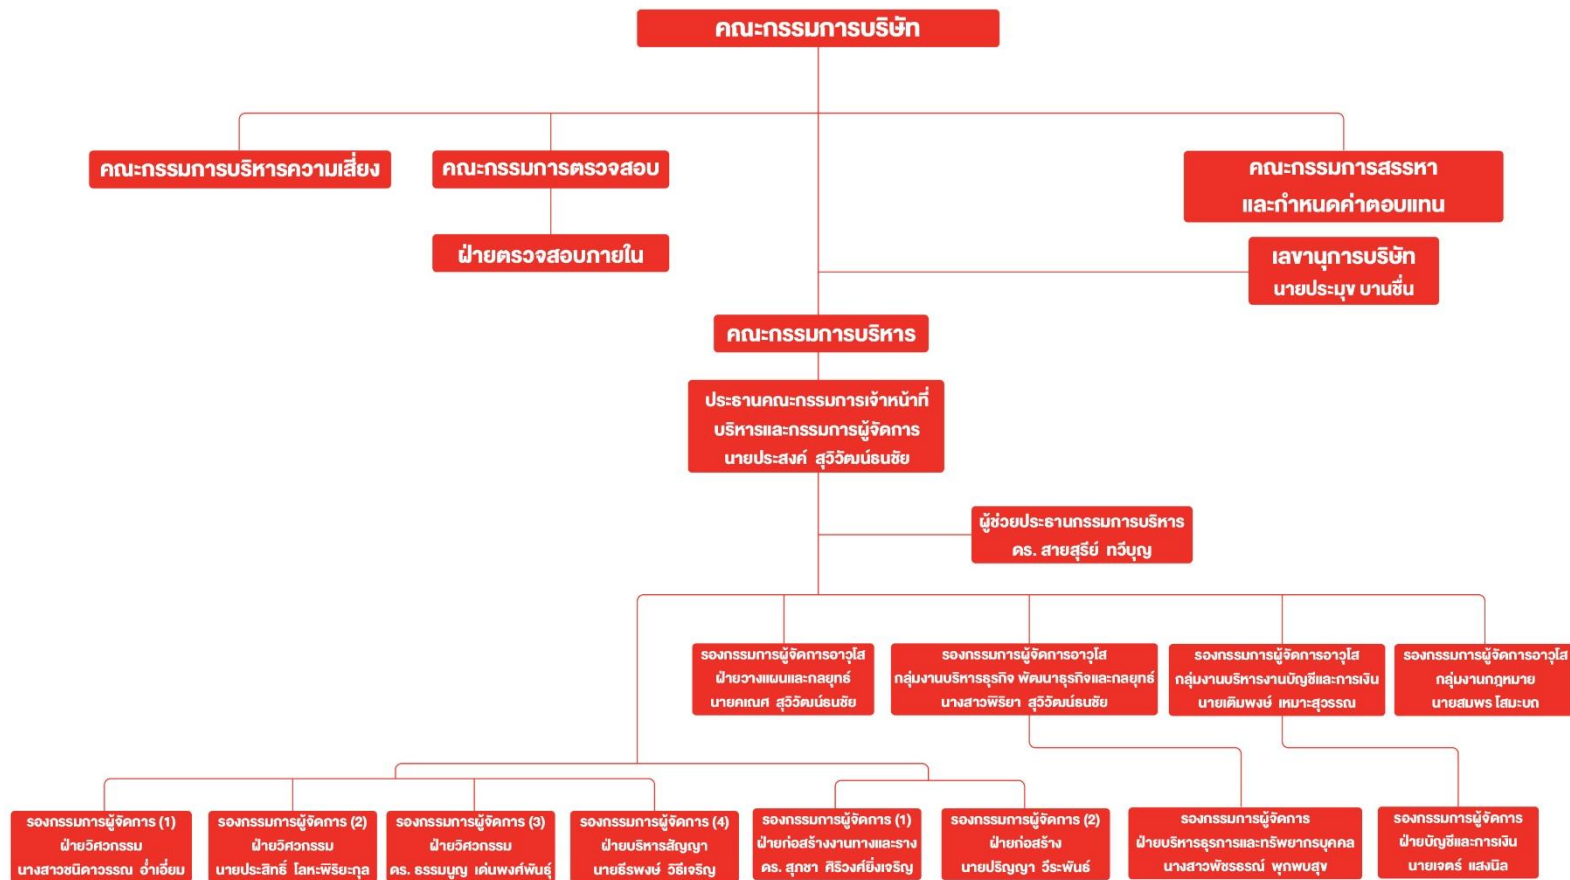 คณะกรรมการบริษัท
คณะกรรมการบริหารความเสี่ยง
คณะกรรมการตรวจสอบ
คณะกรรมการสรรหา
และกำหนดค่าตอบแทน
ฝ่ายตรวจสอบภายใน
เลขานุการบริษัท
นายประมุข บานชื่น
คณะกรรมการบริหาร
ประธานคณะกรรมการเจ้าหน้าที่
บริหารและกรรมการผู้จัดการ
นายประสงค์ สุวิวัฒน์ธนชัย
ผู้ช่วยประธานกรรมการบริหาร
ดร. สายสุรีย์ ทวีบุญ
รองกรรมการผู้จัดการอาวุโส
ฝ่ายวางแผนและกลยุทธ์
นายคเณศ สุวิวัฒน์ธนชัย
รองกรรมการผู้จัดการอาวุโส
กลุ่มงานบริหารธุรกิจ พัฒนาธุรกิจและกลยุทธ์
นางสาวพิริยา สุวิวัฒน์ธนชัย
รองกรรมการผู้จัดการอาวุโส
กลุ่มงานบริหารงานบัญชีและการเงิน
นายเติมพงษ์ เหมาะสุวรรณ
รองกรรมการผู้จัดการอาวุโส
กลุ่มงานกฎหมาย
นายสมพร โสมะบถ
รองกรรมการผู้จัดการ (1)
ฝ่ายวิศวกรรม
นางสาวชนิดาวรรณ อ่ำเอี่ยม
รองกรรมการผู้จัดการ (2)
ฝ่ายวิศวกรรม
นายประสิทธิ์ โลหะพิริยะกุล
รองกรรมการผู้จัดการ (3)
ฝ่ายวิศวกรรม
ดร. ธรรมนูญ เด่นพงศ์พันธุ์
รองกรรมการผู้จัดการ (4)
ฝ่ายบริหารสัญญา
นายธีรพงษ์ วิธีเจริญ
รองกรรมการผู้จัดการ (1)
ฝ่ายก่อสร้างงานทางและราง
ดร. สุภชา ศิริวงศ์ยิ่งเจริญ
รองกรรมการผู้จัดการ (2)
ฝ่ายก่อสร้าง
นายปริญญา วีระพันธ์
รองกรรมการผู้จัดการ
ฝ่ายบริหารธุรการและทรัพยากรบุคคล
นางสาวพัชรธรณ์ พุกพบสุข
รองกรรมการผู้จัดการ
ฝ่ายบัญชีและการเงิน
นายเจตร์ แสงนิล